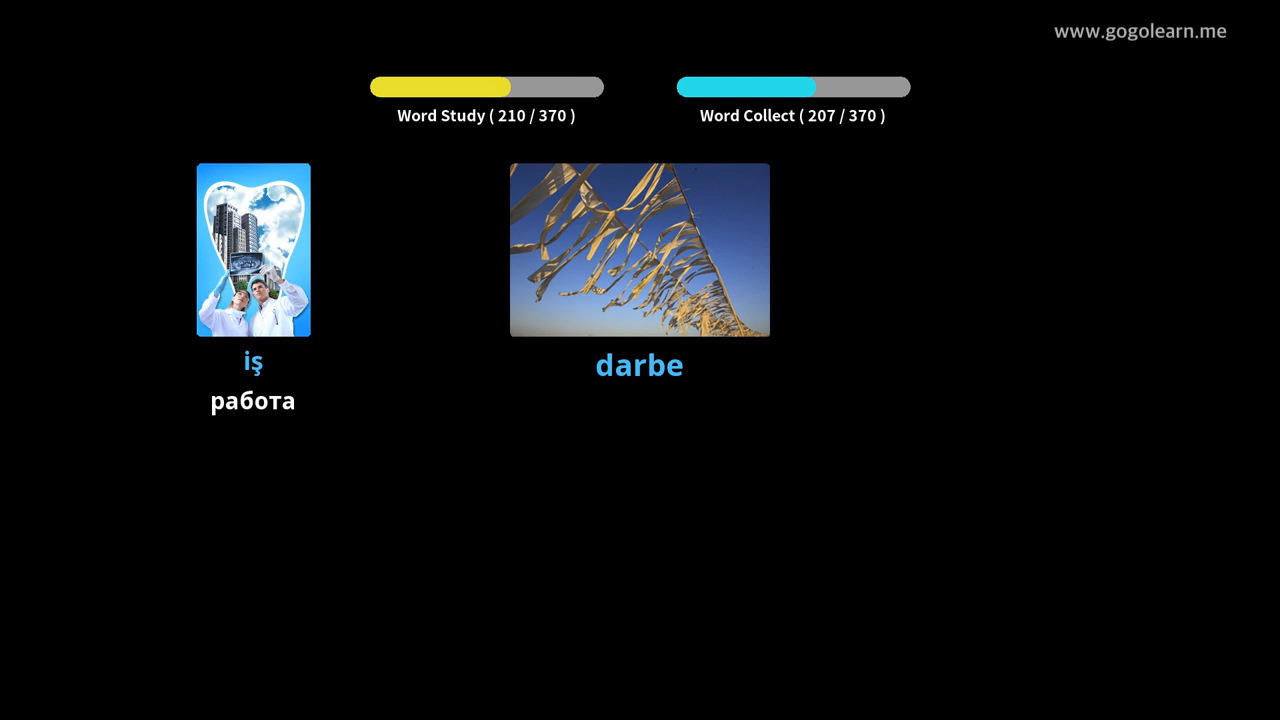 www.gogolearn.me
Word Study ( 210 / 370 )
Word Collect ( 207 / 370 )
iş
работа
darbe